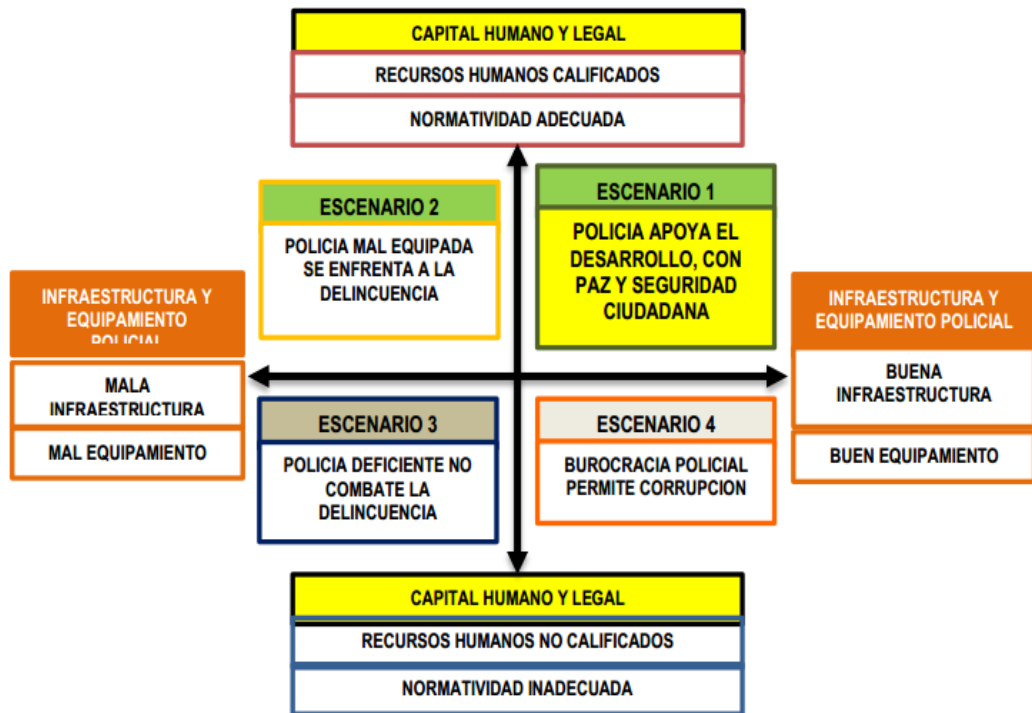 CAPITAL HUMANO Y LEGAL
RECURSOS HUMANOS CALIFICADOS
NORMATIVIDAD ADECUADA
ESCENARIO 2
POLICIA MAL EQUIPADA
SE ENFRENTA A LA
DELINCUENCIA
ESCENARIO 1
POLICIA APOYA EL
DESARROLLO, CON
PAZ Y SEGURIDAD
CIUDADANA
INFRAESTRUCTURA Y
EQUIPAMIENTO
POLICIAL
MALA
INFRAESTRUCTURA
MAL EQUIPAMIENTO
INFRAESTRUCTURA Y
EQUIPAMIENTO POLICIAL
BUENA
INFRAESTRUCTURA
BUEN EQUIPAMIENTO
ESCENARIO 3
POLICIA DEFICIENTE NO
COMBATE LA
DELINCUENCIA
ESCENARIO 4
BUROCRACIA POLICIAL
PERMITE CORRUPCION
CAPITAL HUMANO Y LEGAL
RECURSOS HUMANOS NO CALIFICADOS
NORMATIVIDAD INADECUADA